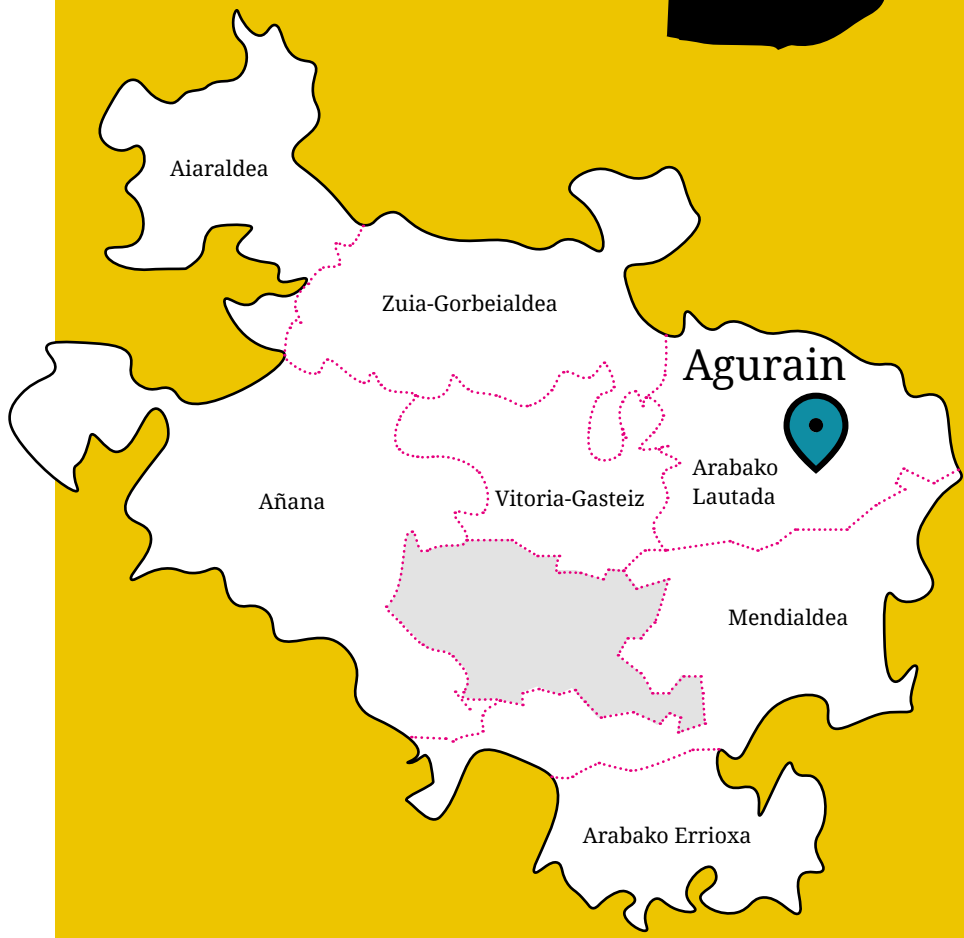 Aiaraldea
Zuia-Gorbeialdea
Agurain
Arabako
Lautada
Añana
Vitoria-Gasteiz
Mendialdea
Arabako Errioxa